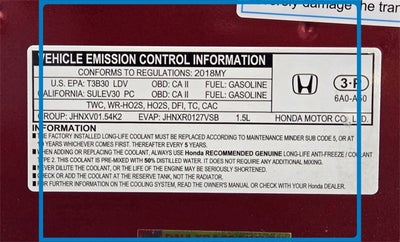 erely damage the tran
VEHICLE EMISSION CONTROL INFORMATION
CONFORMS TO REGULATIONS: 2018MY
U.S. EPA: T3B30 LDV OBD: CA II FUEL: GASOLINE
CALIFORNIA: SULEV30 PC OBD: CA II FUEL: GASOLINE
TWC, WR-HO2S, HO2S, DFI, TC, CAC
GROUP: JHNXV01.54K2 EVAP: JHNXR0127VSB 1.5L
3-F
6A0-A50
HONDA MOTOR CO., LTD.
IMPORTANT
■THE FACTORY INSTALLED LONG-LIFE COOLANT MUST BE REPLACED ACCORDING TO MAINTENANCE MINDER SUB CODE 5, OR AT
10 YEARS WHICHEVER COMES FIRST. THEREAFTER EVERY 5 YEARS.
■WHEN ADDING OR REPLACING THE COOLANT, ALWAYS USE Honda RECOMMENDED GENUINE LONG-LIFE ANTI-FREEZE / COOLANT
TYPE 2. THIS COOLANT IS PRE-MIXED WITH 50% DISTILLED WATER. IT DOES NOT REQUIRE ANY ADDITIONAL MIXING.
■NEVER DILUTE THE COOLANT, OR THE LIFE OF THE ENGINE MAY BE SERIOUSLY SHORTENED.
■CHECK OR ADD COOLANT AT THE RESERVE TANK, NOT THE RADIATOR.
■FOR FURTHER INFORMATION ON THE COOLING SYSTEM, READ THE OWNER'S MANUAL OR CHECK WITH YOUR Honda DEALER.